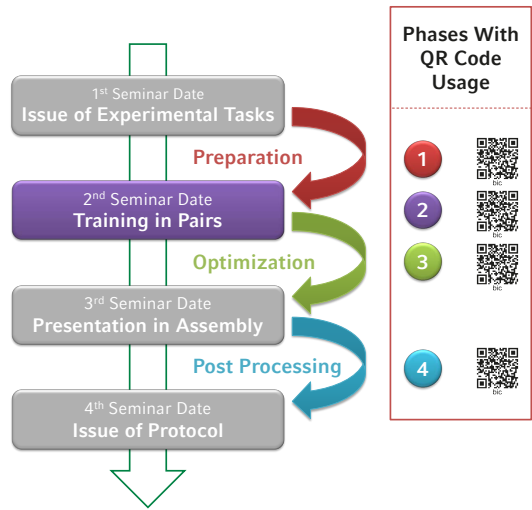 Phases With
QR Code
Usage
1st Seminar Date
Issue of Experimental Tasks
Preparation
1
bic
2nd Seminar Date
Training in Pairs
2
bic
Optimization
3
bic
3rd Seminar Date
Presentation in Assembly
Post Processing
4
bic
4th Seminar Date
Issue of Protocol